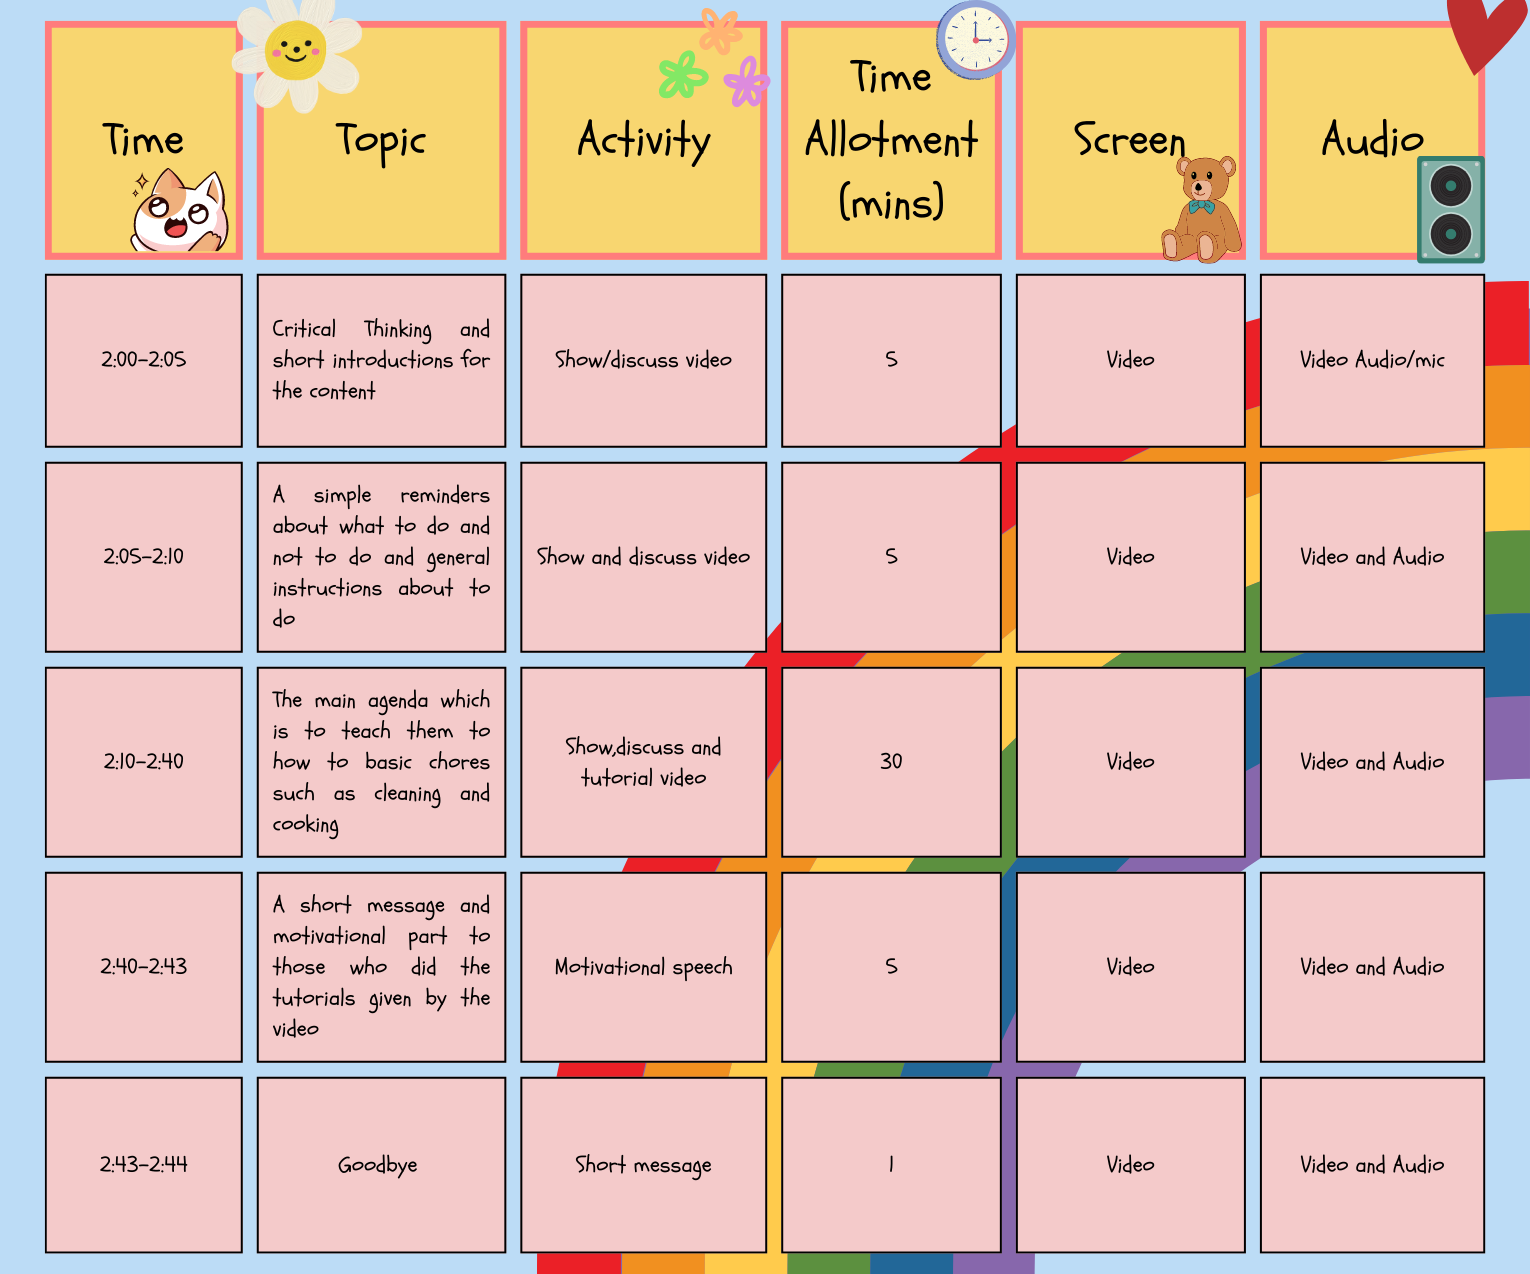 Time
Topic
Activity
Time
Allotment
(mins)
Screen
Audio
2:00-2:05
Critical Thinking and
short introductions for
the content
Show/discuss video
5
Video
Video Audio/mic
2:05-2:10
A simple reminders
about what to do and
not to do and general
instructions about to
do
Show and discuss video
5
Video
Video and Audio
2:10-2:40
The main agenda which
is to teach them to
how to basic chores
such as cleaning and
cooking
Show,discuss and
tutorial video
30
Video
Video and Audio
2:40-2:43
A short message and
motivational part to
those who did the
tutorials given by the
video
Motivational speech
5
Video
Video and Audio
2:43-2:44
Goodbye
Short message
1
Video
Video and Audio